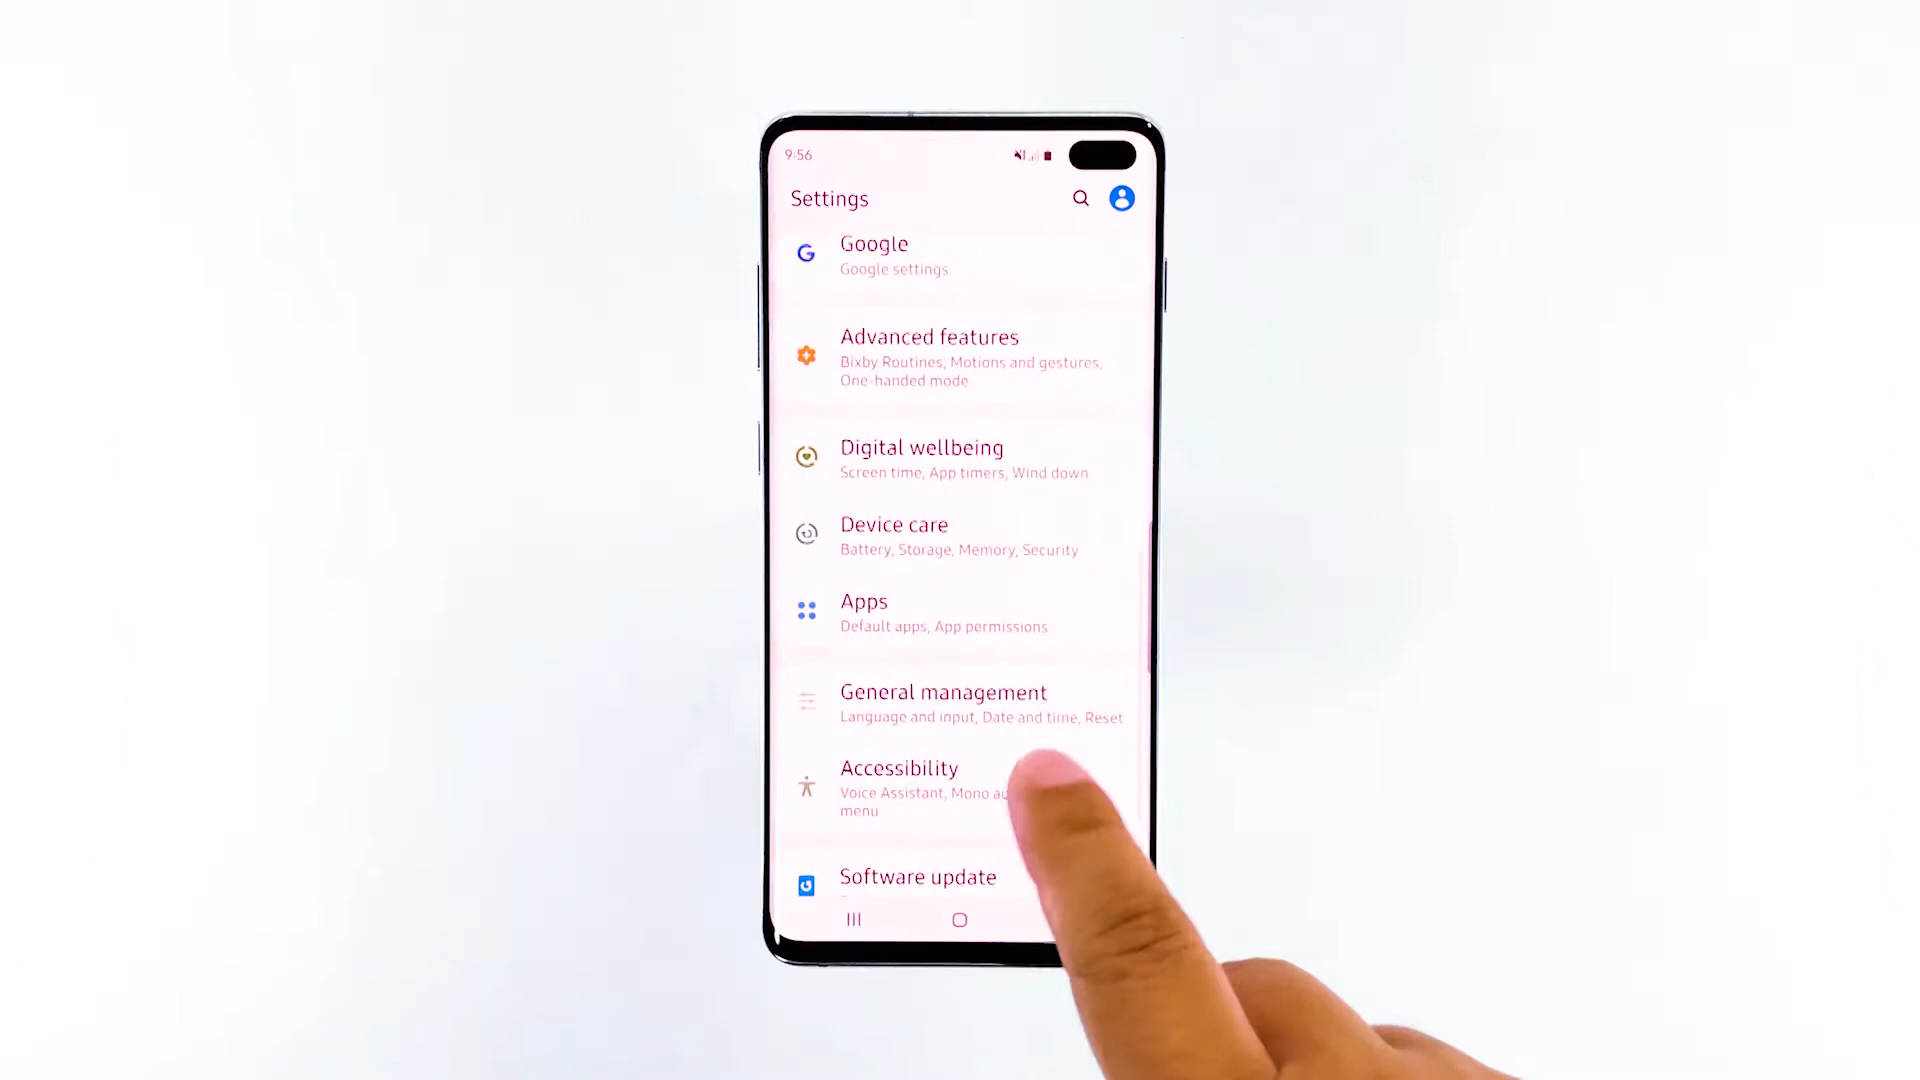 9:56
Settings
Google
Google settings
Advanced features
Bixby Routines, Motions and gestures,
One-handed mode
Digital wellbeing
Screen time, App timers, Wind down
Device care
Battery, Storage, Memory, Security
Apps
Default apps, App permissions
General management
Language and input, Date and time, Reset
Accessibility
Voice Assistant, Mono
menu
Software update